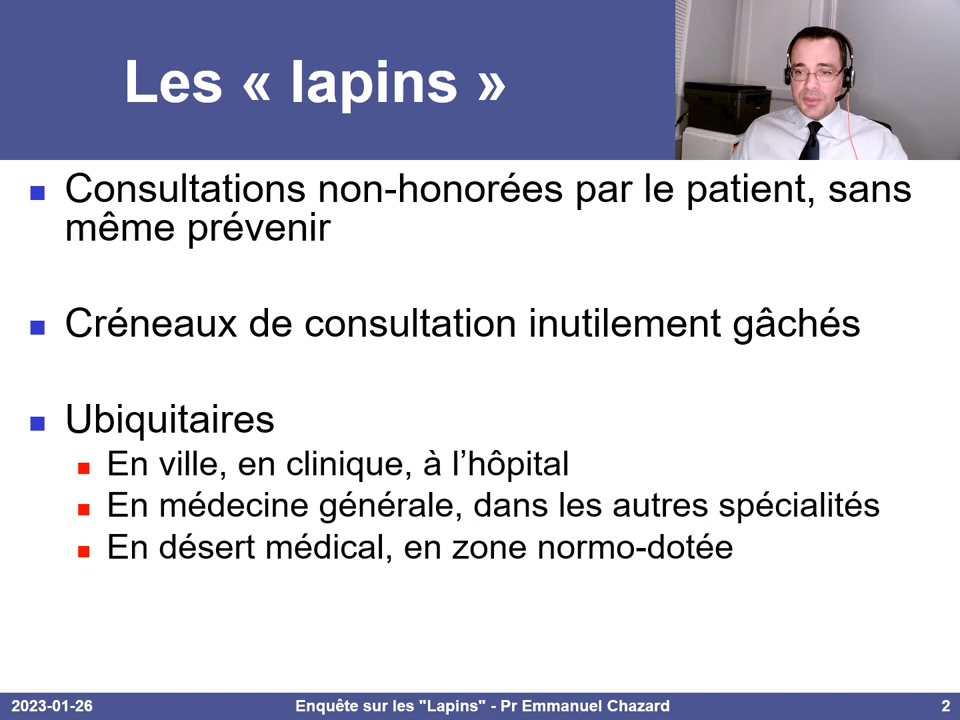 Les « lapins »
Consultations non-honorées par le patient, sans
même prévenir
Créneaux de consultation inutilement gâchés
Ubiquitaires
En ville, en clinique, à l’hôpital
En médecine générale, dans les autres spécialités
En désert médical, en zone normo-dotée
2023-01-26
Enquête sur les "Lapins" - Pr Emmanuel Chazard
2